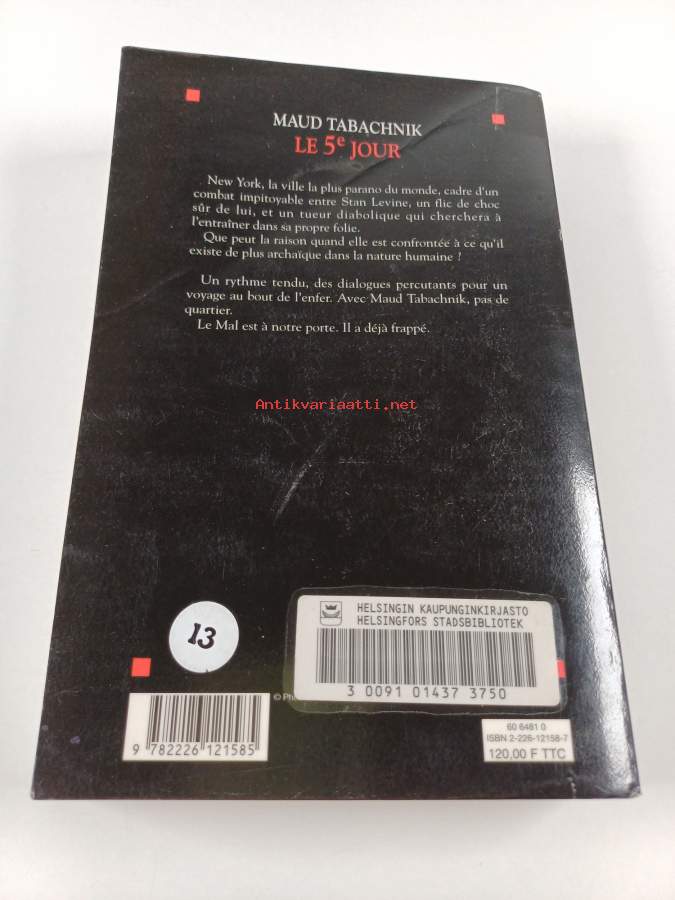 MAUD TABACHNIK
LE 5e JOUR
New York, la ville la plus parano du monde, cadre d'un
combat impitoyable entre Stan Levine, un flic de choc
sûr de lui, et un tueur diabolique qui cherchera à
l'entraîner dans sa propre folie.
Que peut la raison quand elle est confrontée à ce qu'il
existe de plus archaïque dans la nature humaine ?
Un rythme tendu, des dialogues percutants pour un
voyage au bout de l'enfer. Avec Maud Tabachnik, pas de
quartier.
Le Mal est à notre porte. Il a déjà frappé.
Antikvariaatti.net
HELSINGIN KAUPUNGINKIRJASTO
HELSINGFORS STADSBIBLIOTEK
3 0091 01437 3750
13
© Ph
9 782226 121585
60 6481 0
ISBN 2-226-12158-7
120,00 F TTC